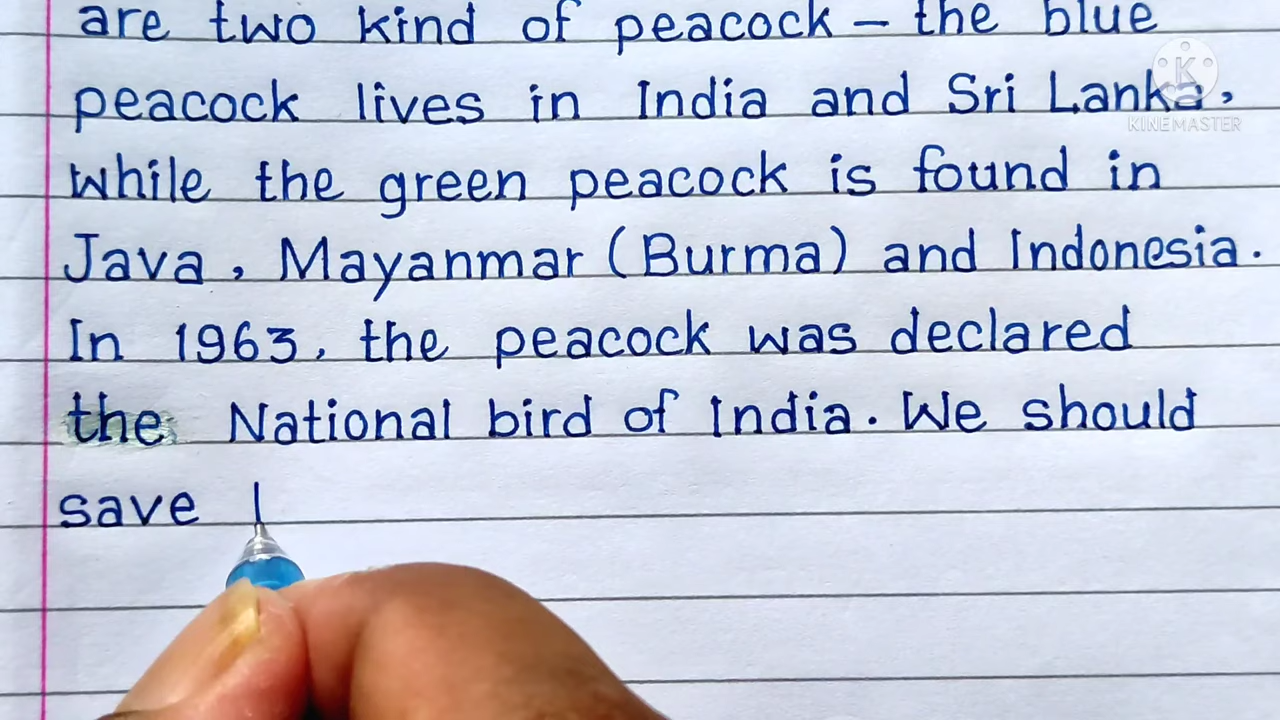 are two kind of peacock – the blue
peacock lives in India and Sri Lanka,
while the green peacock is found in
Java, Mayanmar (Burma) and Indonesia.
In 1963, the peacock was declared
the National bird of India. We should
save
K
KINEMASTER